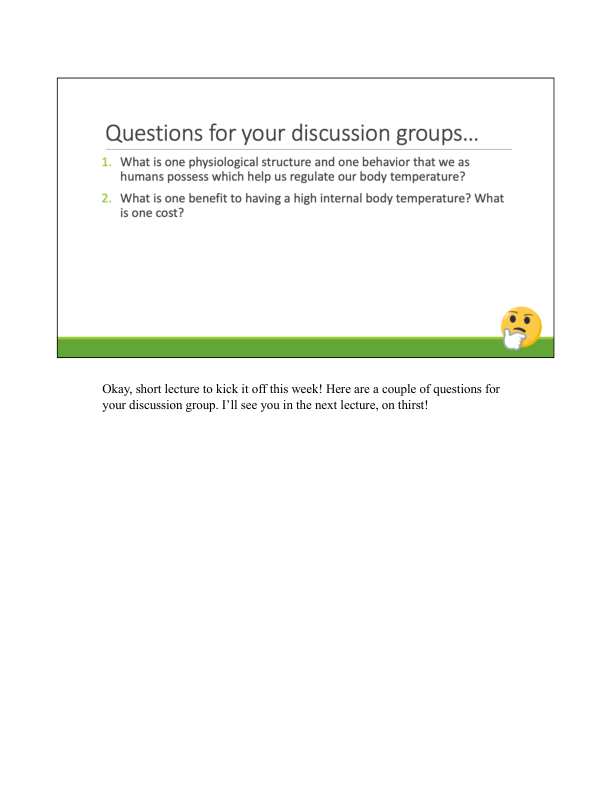 Questions for your discussion groups...
1. What is one physiological structure and one behavior that we as
humans possess which help us regulate our body temperature?
2. What is one benefit to having a high internal body temperature? What
is one cost?
Okay, short lecture to kick it off this week! Here are a couple of questions for
your discussion group. I’ll see you in the next lecture, on thirst!